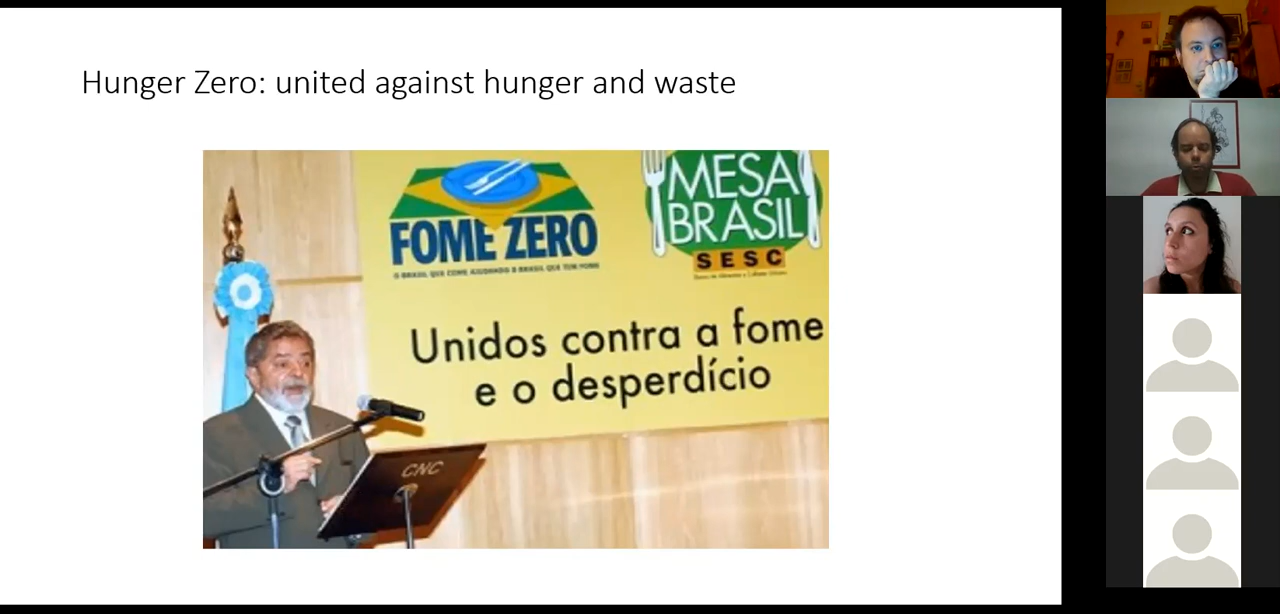 Hunger Zero: united against hunger and waste
FOME ZERO
O BRASIL QUE COME AJUDANDO O BRASIL QUE TEM FOME
MESA
BRASIL
SESC
Unidos contra a fome
e o desperdício
CNC